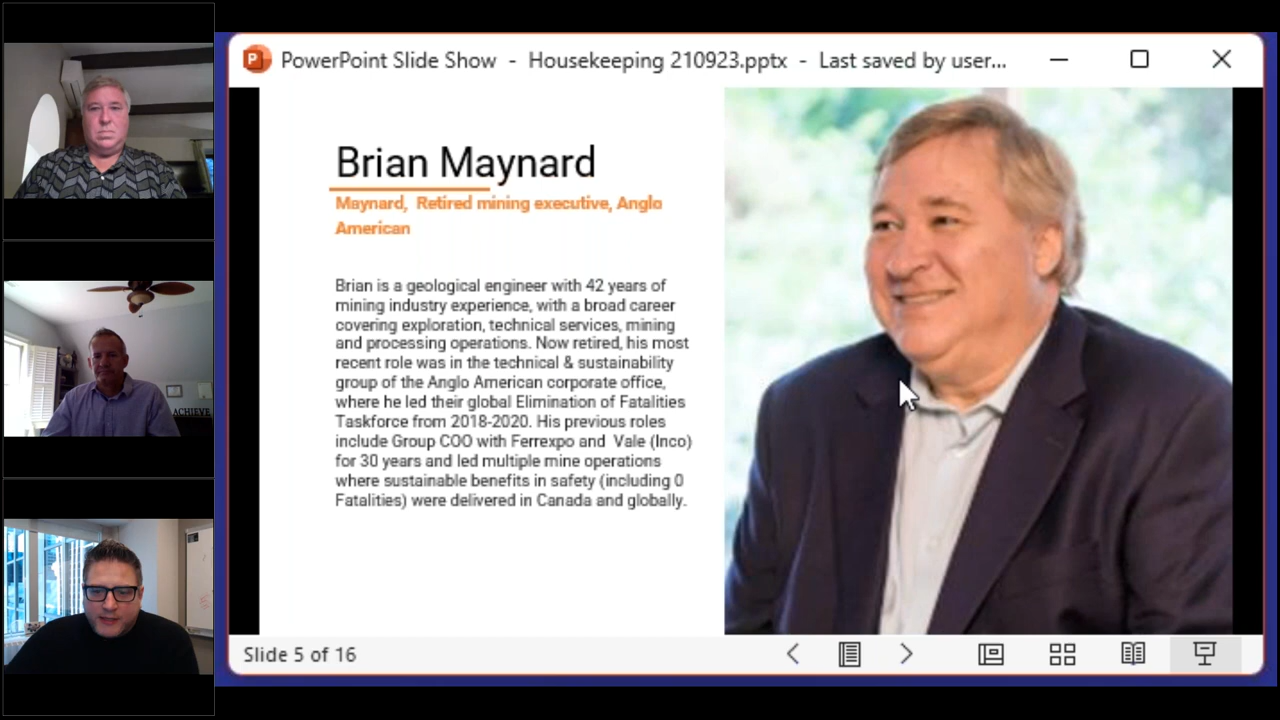 PowerPoint Slide Show - Housekeeping 210923.pptx - Last saved by user...
Brian Maynard
Maynard, Retired mining executive, Anglo
American
Brian is a geological engineer with 42 years of
mining industry experience, with a broad career
covering exploration, technical services, mining
and processing operations. Now retired, his most
recent role was in the technical & sustainability
group of the Anglo American corporate office,
where he led their global Elimination of Fatalities
Taskforce from 2018-2020. His previous roles
include Group COO with Ferrexpo and Vale (Inco)
for 30 years and led multiple mine operations
where sustainable benefits in safety (including 0
Fatalities) were delivered in Canada and globally.
Slide 5 of 16
ACHIEVE